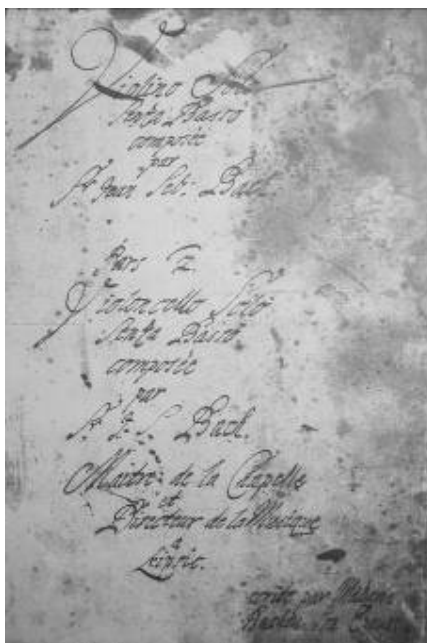 Violino Solo
Senza Basso
composée
par
Sr. Jean Seb: Bach.
Pars 2.
Violoncello Solo
Senza Basso
composée
par
Sr. J. S. Bach.
Maitre de la Chapelle
et
Directeur de la Musique
a
Leipsic.
ecrite par Madame
Bachen. Son Epouse.